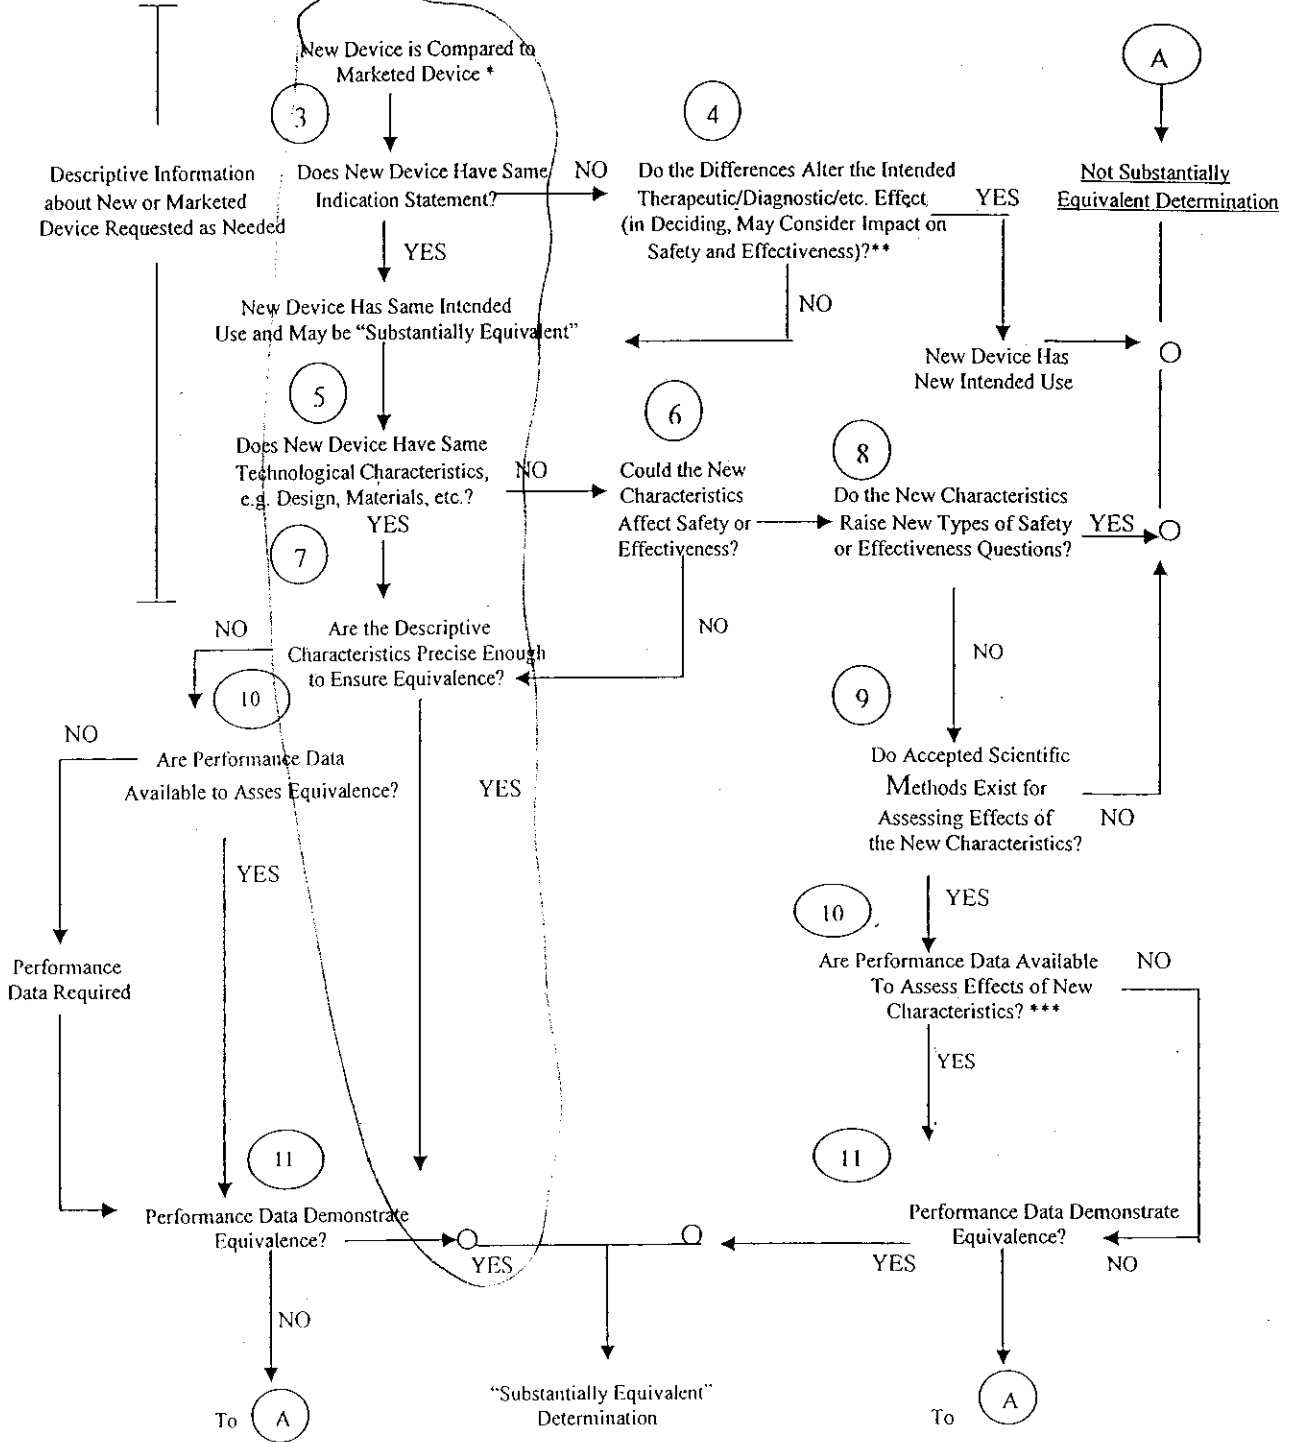 New Device is Compared to
Marketed Device *
A
3
4
Descriptive Information
about New or Marketed
Device Requested as Needed
Does New Device Have Same
Indication Statement?
NO
Do the Differences Alter the Intended
Therapeutic/Diagnostic/etc. Effect
(in Deciding, May Consider Impact on
Safety and Effectiveness)?**
YES
Not Substantially
Equivalent Determination
YES
NO
New Device Has Same Intended
Use and May be “Substantially Equivalent”
New Device Has
New Intended Use
5
6
8
Does New Device Have Same
Technological Characteristics,
e.g. Design, Materials, etc.?
NO
Could the New
Characteristics
Affect Safety or
Effectiveness?
Do the New Characteristics
Raise New Types of Safety
or Effectiveness Questions?
YES
YES
7
NO
Are the Descriptive
Characteristics Precise Enough
to Ensure Equivalence?
NO
NO
10
9
NO
Are Performance Data
Available to Asses Equivalence?
YES
Do Accepted Scientific
Methods Exist for
Assessing Effects of
the New Characteristics?
NO
YES
YES
10
Performance
Data Required
Are Performance Data Available
To Assess Effects of New
Characteristics? ***
NO
YES
11
11
Performance Data Demonstrate
Equivalence?
YES
Performance Data Demonstrate
Equivalence?
YES
NO
NO
“Substantially Equivalent”
Determination
To A
To A